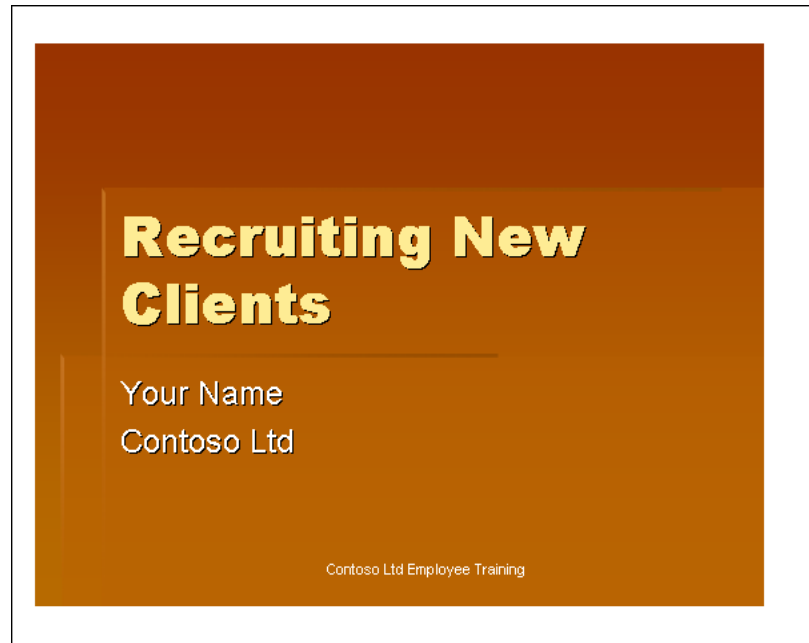 Recruiting New
Clients
Your Name
Contoso Ltd
Contoso Ltd Employee Training